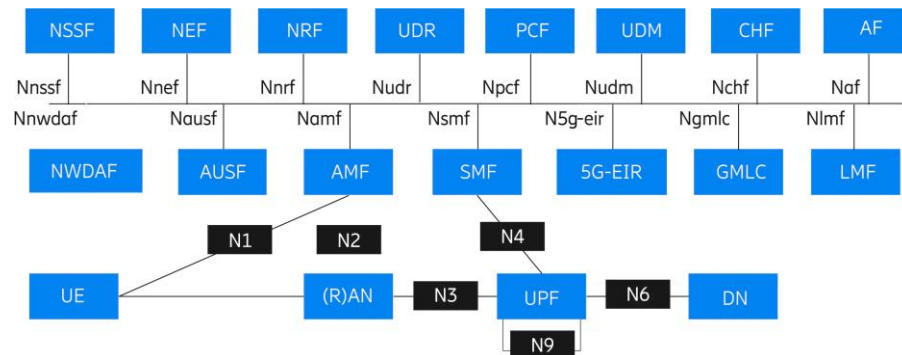 NSSF NEF NRF UDR PCF UDM CHF AF
Nnssf Nnef Nnrf Nudr Npcf Nudm Nchf Naf
Nnwdaf Nausf Namf Nsmf N5g-eir Ngmlc Nlmf
NWDAF AUSF AMF SMF 5G-EIR GMLC LMF
N1 N2 N4
UE (R)AN N3 UPF N6 DN
N9